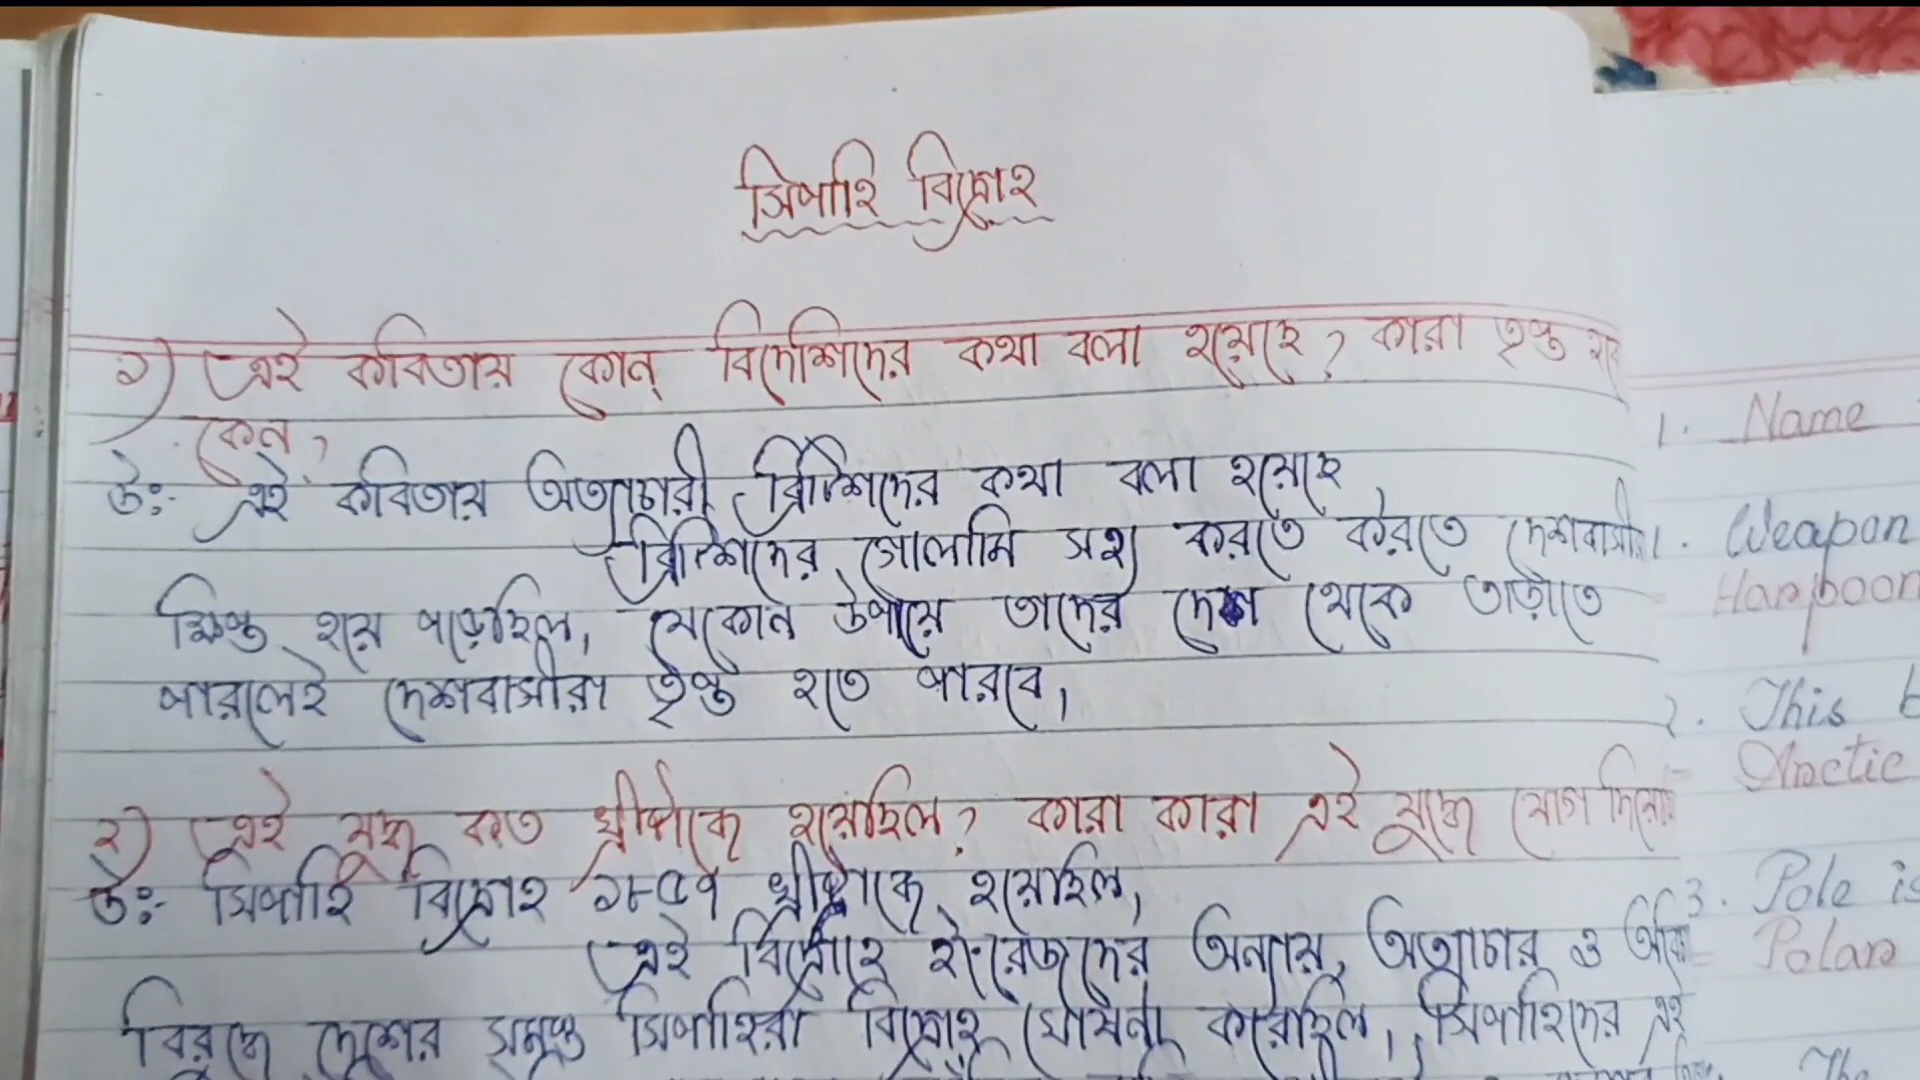 সিপাহি বিদ্রোহ
১) এই কবিতায় কোন্ বিদেশিদের কথা বলা হয়েছে? কারা তৃপ্ত হবে
কেন?
উঃ- এই কবিতায় অত্যাচারী ব্রিটিশদের কথা বলা হয়েছে।
ব্রিটিশদের গোলামি সহ্য করতে করতে দেশবাসীরা
ক্ষিপ্ত হয়ে পড়েছিল, যেকোন উপায়ে তাদের দেশ থেকে তাড়াতে
পারলেই দেশবাসীরা তৃপ্ত হতে পারবে।
২) এই যুদ্ধ কত খ্রীষ্টাব্দে হয়েছিল? কারা কারা এই যুদ্ধে যোগ
উঃ- সিপাহি বিদ্রোহ ১৮৫৭ খ্রীষ্টাব্দে হয়েছিল।
এই বিদ্রোহে ইংরেজদের অন্যায়, অত্যাচার ও
বিরুদ্ধে দেশের সমস্ত সিপাহিরা বিদ্রোহ ঘোষনা করেছিল। সিপাহিদের এই
1. Name
. Weapon
Harpoon
2. This
Arctic
3. Pole is
Polar
The